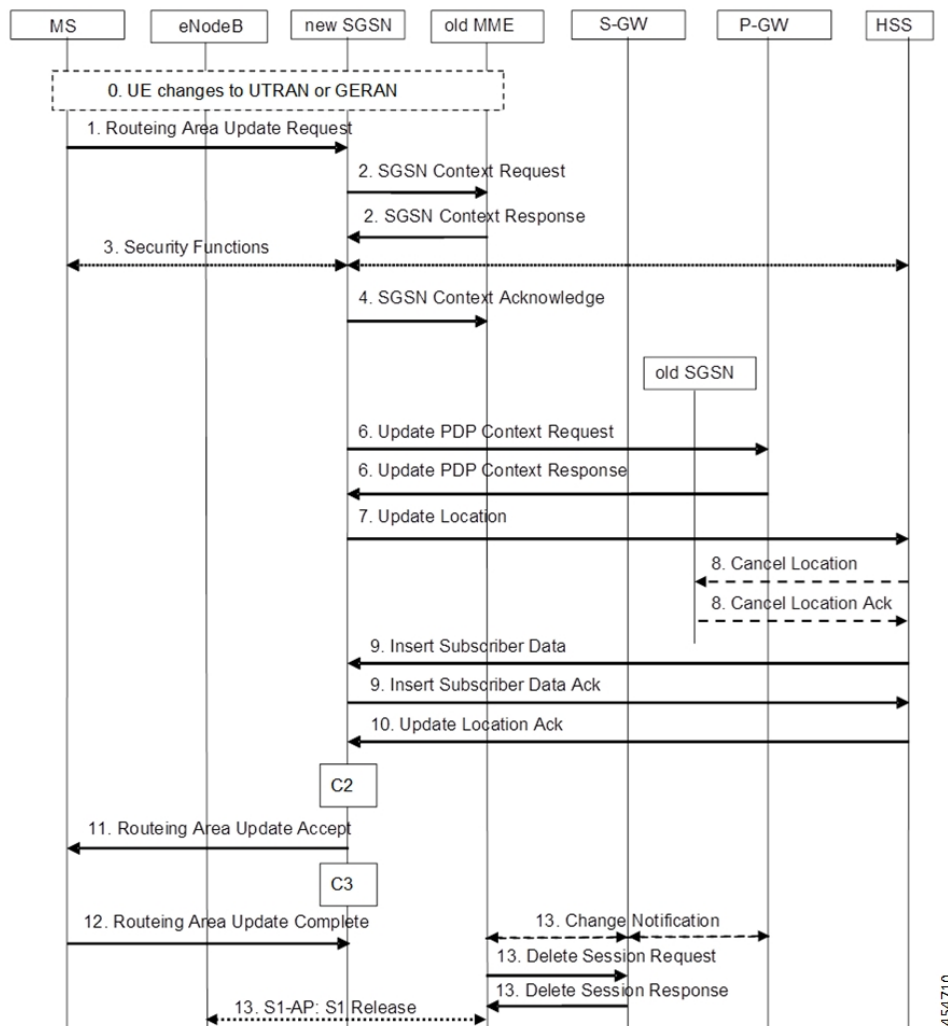 MS
eNodeB
new SGSN
old MME
S-GW
P-GW
HSS
0. UE changes to UTRAN or GERAN
1. Routeing Area Update Request
2. SGSN Context Request
2. SGSN Context Response
3. Security Functions
4. SGSN Context Acknowledge
old SGSN
6. Update PDP Context Request
6. Update PDP Context Response
7. Update Location
8. Cancel Location
8. Cancel Location Ack
9. Insert Subscriber Data
9. Insert Subscriber Data Ack
10. Update Location Ack
C2
11. Routeing Area Update Accept
C3
12. Routeing Area Update Complete
13. Change Notification
13. Delete Session Request
13. Delete Session Response
13. S1-AP: S1 Release
454710